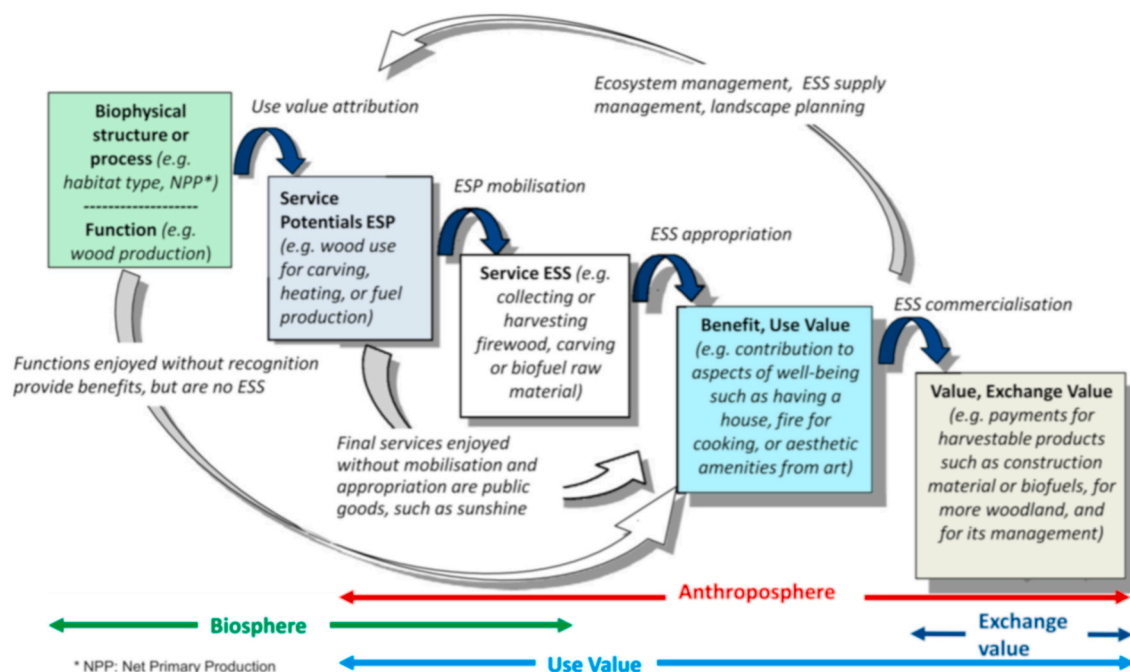 Ecosystem management, ESS supply
management, landscape planning
Biophysical
structure or
process (e.g.
habitat type, NPP*)
-------------------
Function (e.g.
wood production)
Use value attribution
Service
Potentials ESP
(e.g. wood use
for carving,
heating, or fuel
production)
ESP mobilisation
Service ESS (e.g.
collecting or
harvesting
firewood, carving
or biofuel raw
material)
ESS appropriation
Benefit, Use Value
(e.g. contribution to
aspects of well-being
such as having a
house, fire for
cooking, or aesthetic
amenities from art)
ESS commercialisation
Value, Exchange Value
(e.g. payments for
harvestable products
such as construction
material or biofuels, for
more woodland, and
for its management)
Functions enjoyed without recognition
provide benefits, but are no ESS
Final services enjoyed
without mobilisation and
appropriation are public
goods, such as sunshine
Anthroposphere
Biosphere
Exchange
value
* NPP: Net Primary Production
Use Value